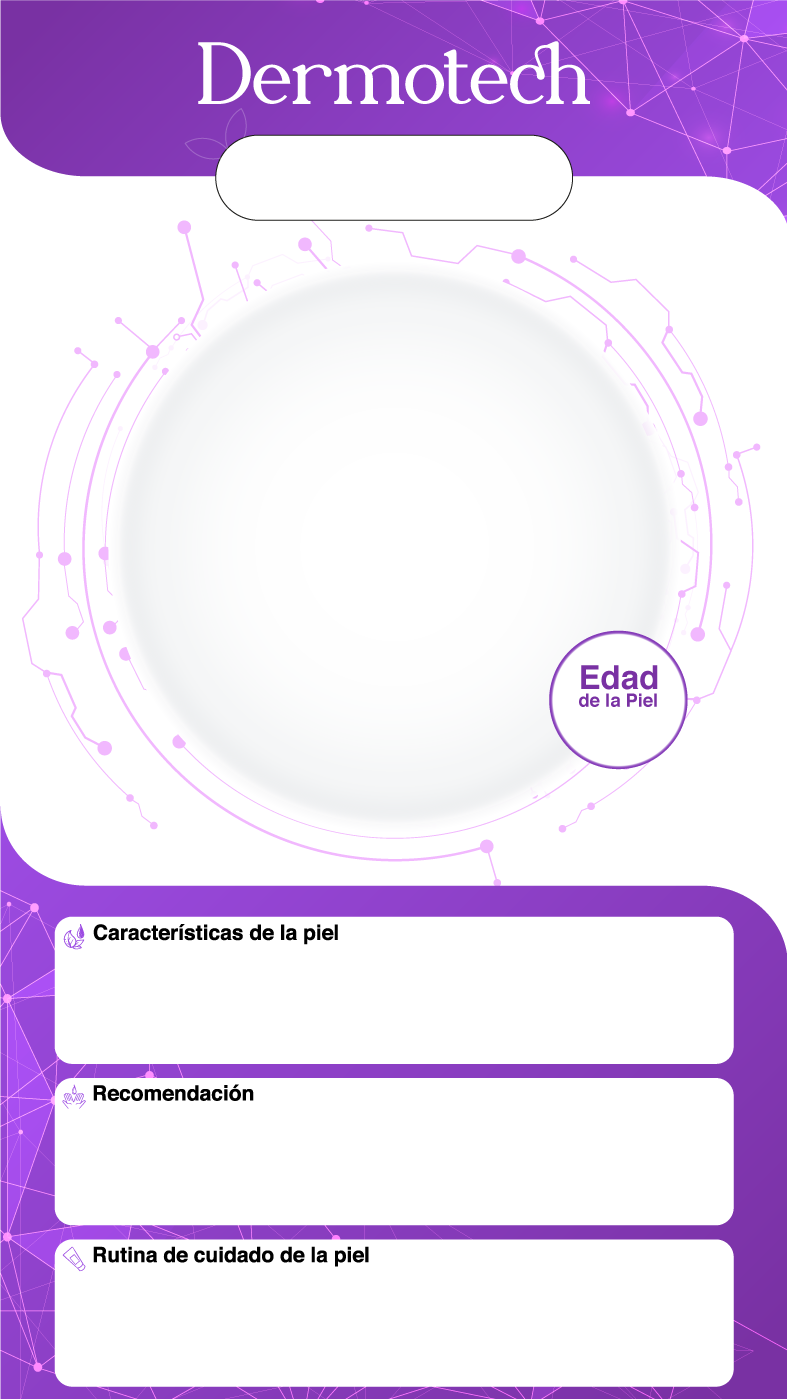 Dermotech
Edad
de la Piel
Características de la piel
Recomendación
Rutina de cuidado de la piel